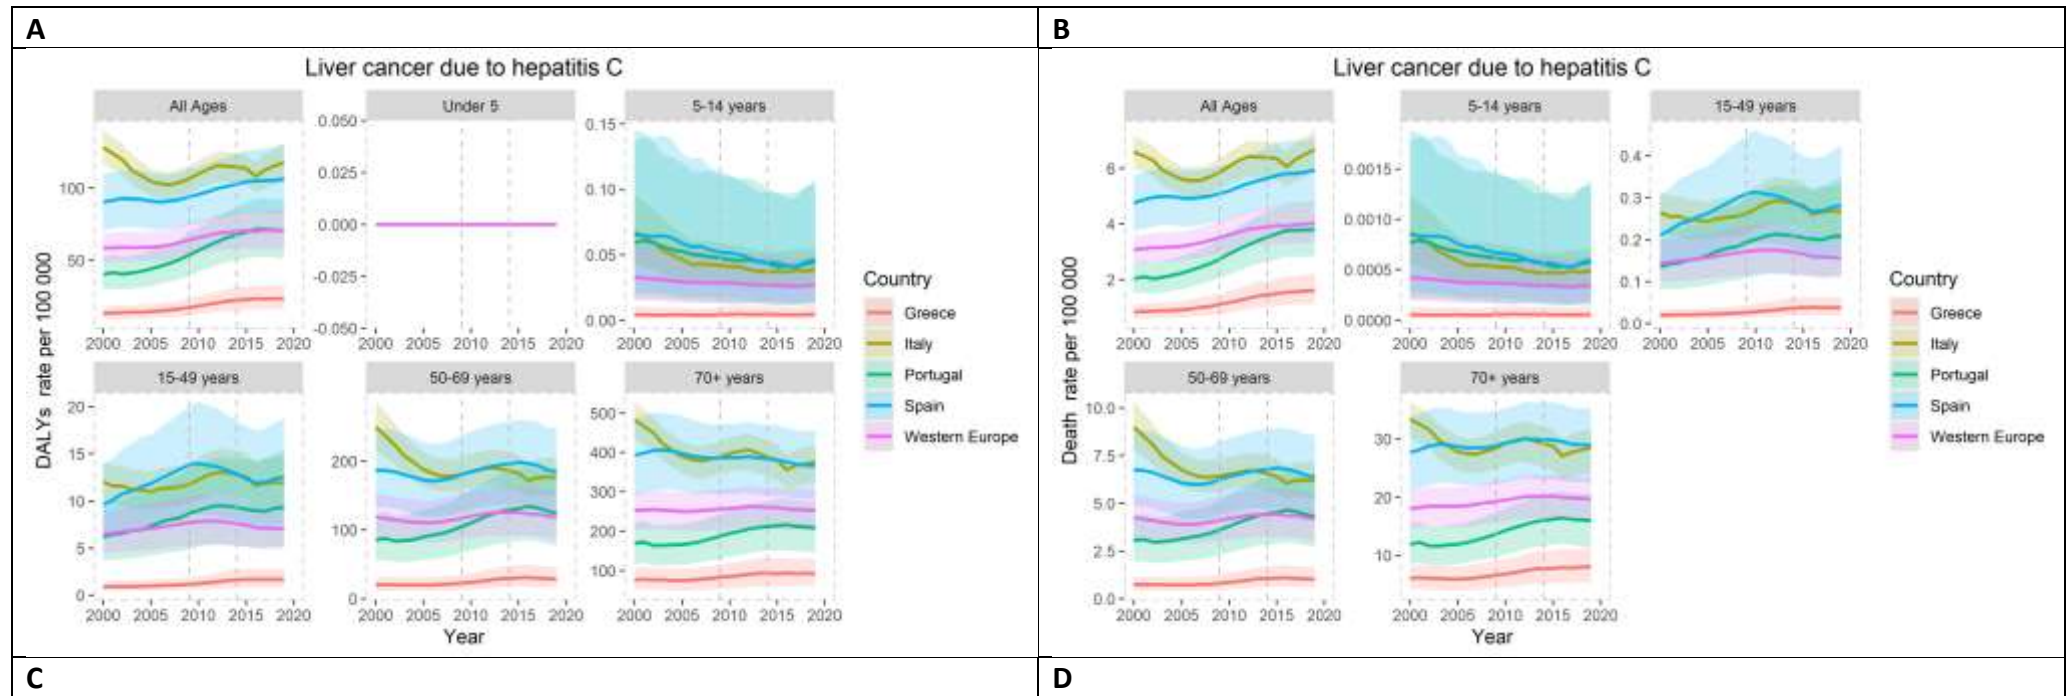 A
B
Liver cancer due to hepatitis C
All Ages
Under 5
5-14 years
0.050
0.025
0.000
-0.025
-0.050
0.15
0.10
0.05
0.00
100
50
2000 2005 2010 2015 2020
2000 2005 2010 2015 2020
2000 2005 2010 2015 2020
15-49 years
50-69 years
70+ years
20
15
10
5
0
200
100
0
500
400
300
200
100
2000 2005 2010 2015 2020
2000 2005 2010 2015 2020
2000 2005 2010 2015 2020
DALYs rate per 100 000
Year
Country
Greece
Italy
Portugal
Spain
Western Europe
Liver cancer due to hepatitis C
All Ages
5-14 years
15-49 years
6
4
2
0.0015
0.0010
0.0005
0.0000
0.4
0.3
0.2
0.1
0.0
2000 2005 2010 2015 2020
2000 2005 2010 2015 2020
2000 2005 2010 2015 2020
50-69 years
70+ years
10.0
7.5
5.0
2.5
0.0
30
20
10
2000 2005 2010 2015 2020
2000 2005 2010 2015 2020
Death rate per 100 000
Year
Country
Greece
Italy
Portugal
Spain
Western Europe
C
D